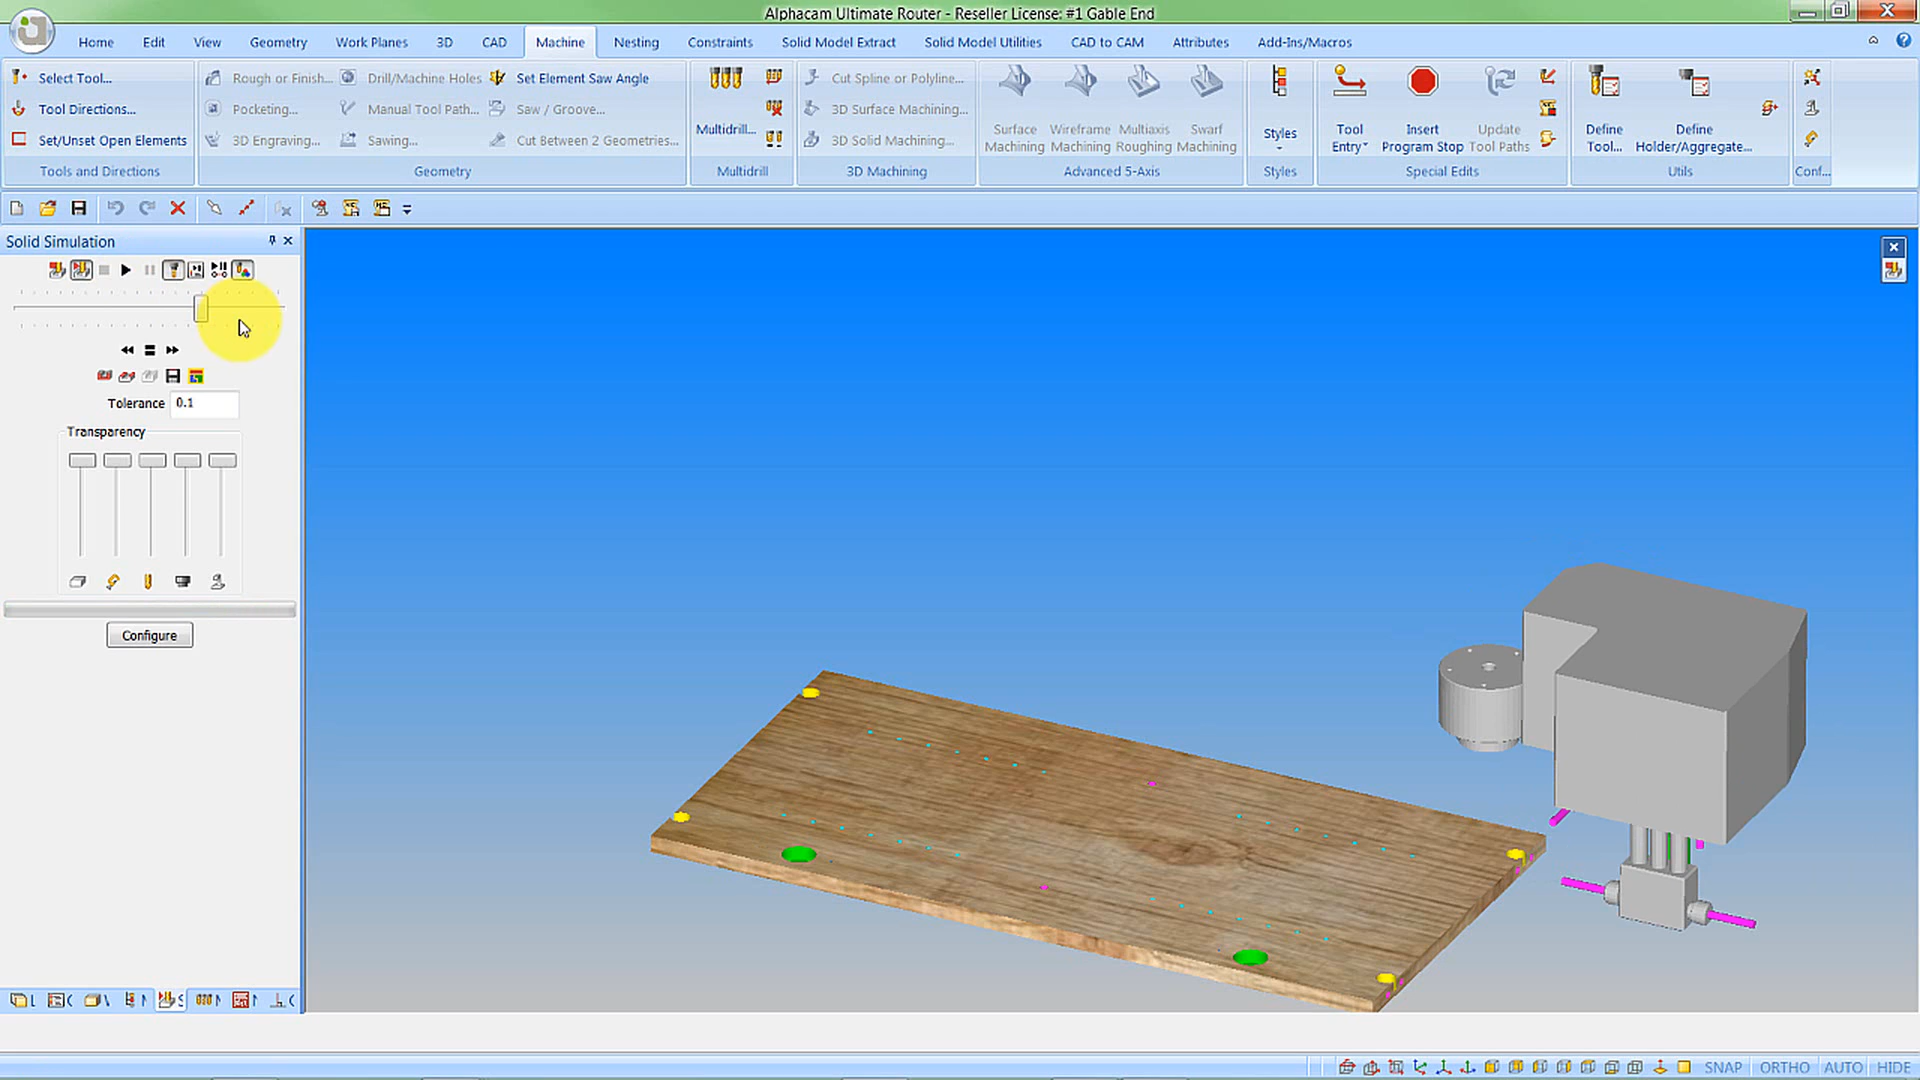 Alphacam Ultimate Router - Reseller License: #1 Gable End
Home Edit View Geometry Work Planes 3D CAD Machine Nesting Constraints Solid Model Extract Solid Model Utilities CAD to CAM Attributes Add-Ins/Macros
Select Tool...
Tool Directions...
Set/Unset Open Elements
Tools and Directions
Rough or Finish... Drill/Machine Holes Set Element Saw Angle
Pocketing... Manual Tool Path... Saw / Groove...
3D Engraving... Sawing... Cut Between 2 Geometries...
Geometry
Multidrill...
Multidrill
Cut Spline or Polyline...
3D Surface Machining...
3D Solid Machining...
3D Machining
Surface Machining
Wireframe Machining
Multiaxis Roughing
Swarf Machining
Advanced 5-Axis
Styles
Styles
Tool Entry
Insert Program Stop
Update Tool Paths
Special Edits
Define Tool...
Define Holder/Aggregate...
Utils
Conf...
Solid Simulation
Tolerance 0.1
Transparency
Configure
SNAP ORTHO AUTO HIDE